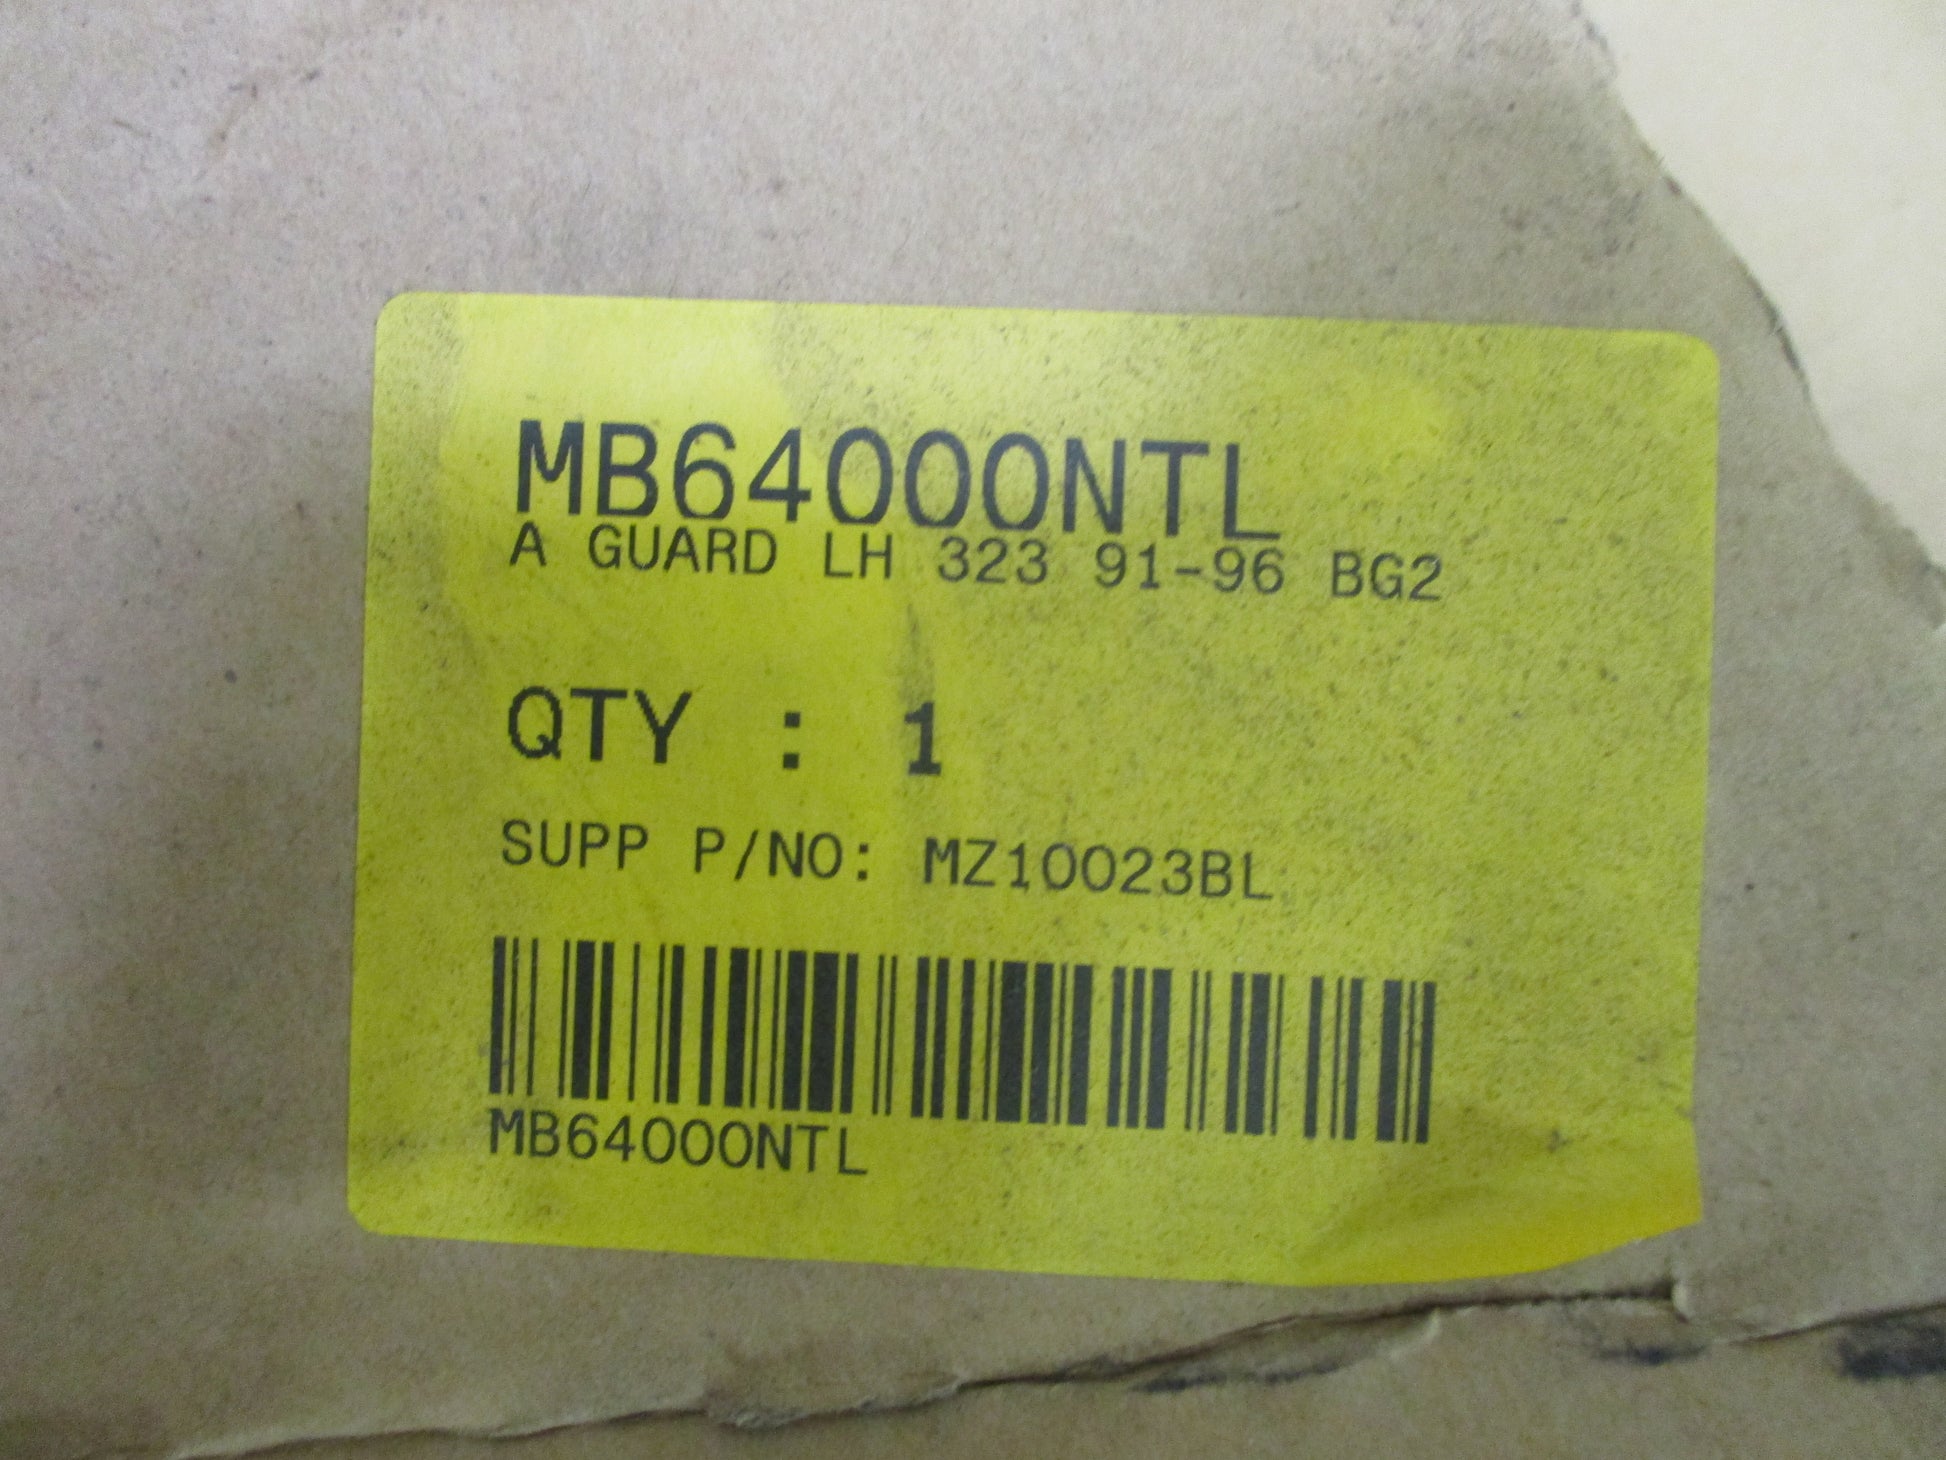 MB64000NTL
A GUARD LH 323 91-96 BG2
QTY : 1
SUPP P/NO: MZ10023BL
MB64000NTL